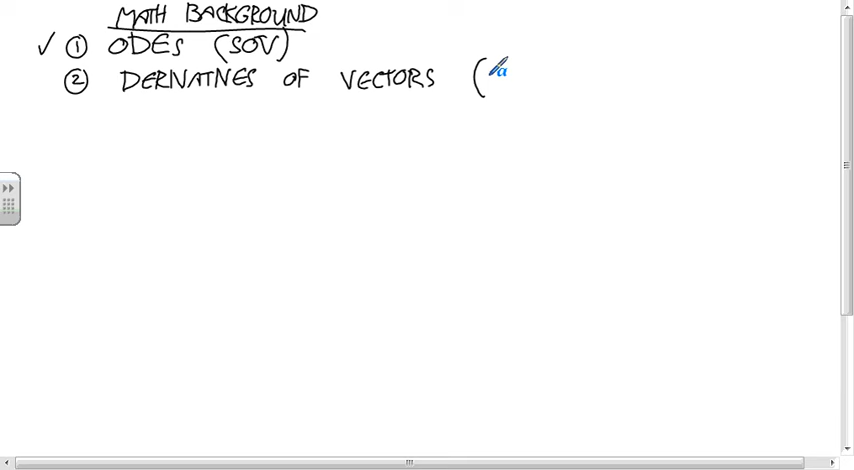 MATH BACKGROUND
✓ ① ODES (SOV)
② DERIVATIVES OF VECTORS (